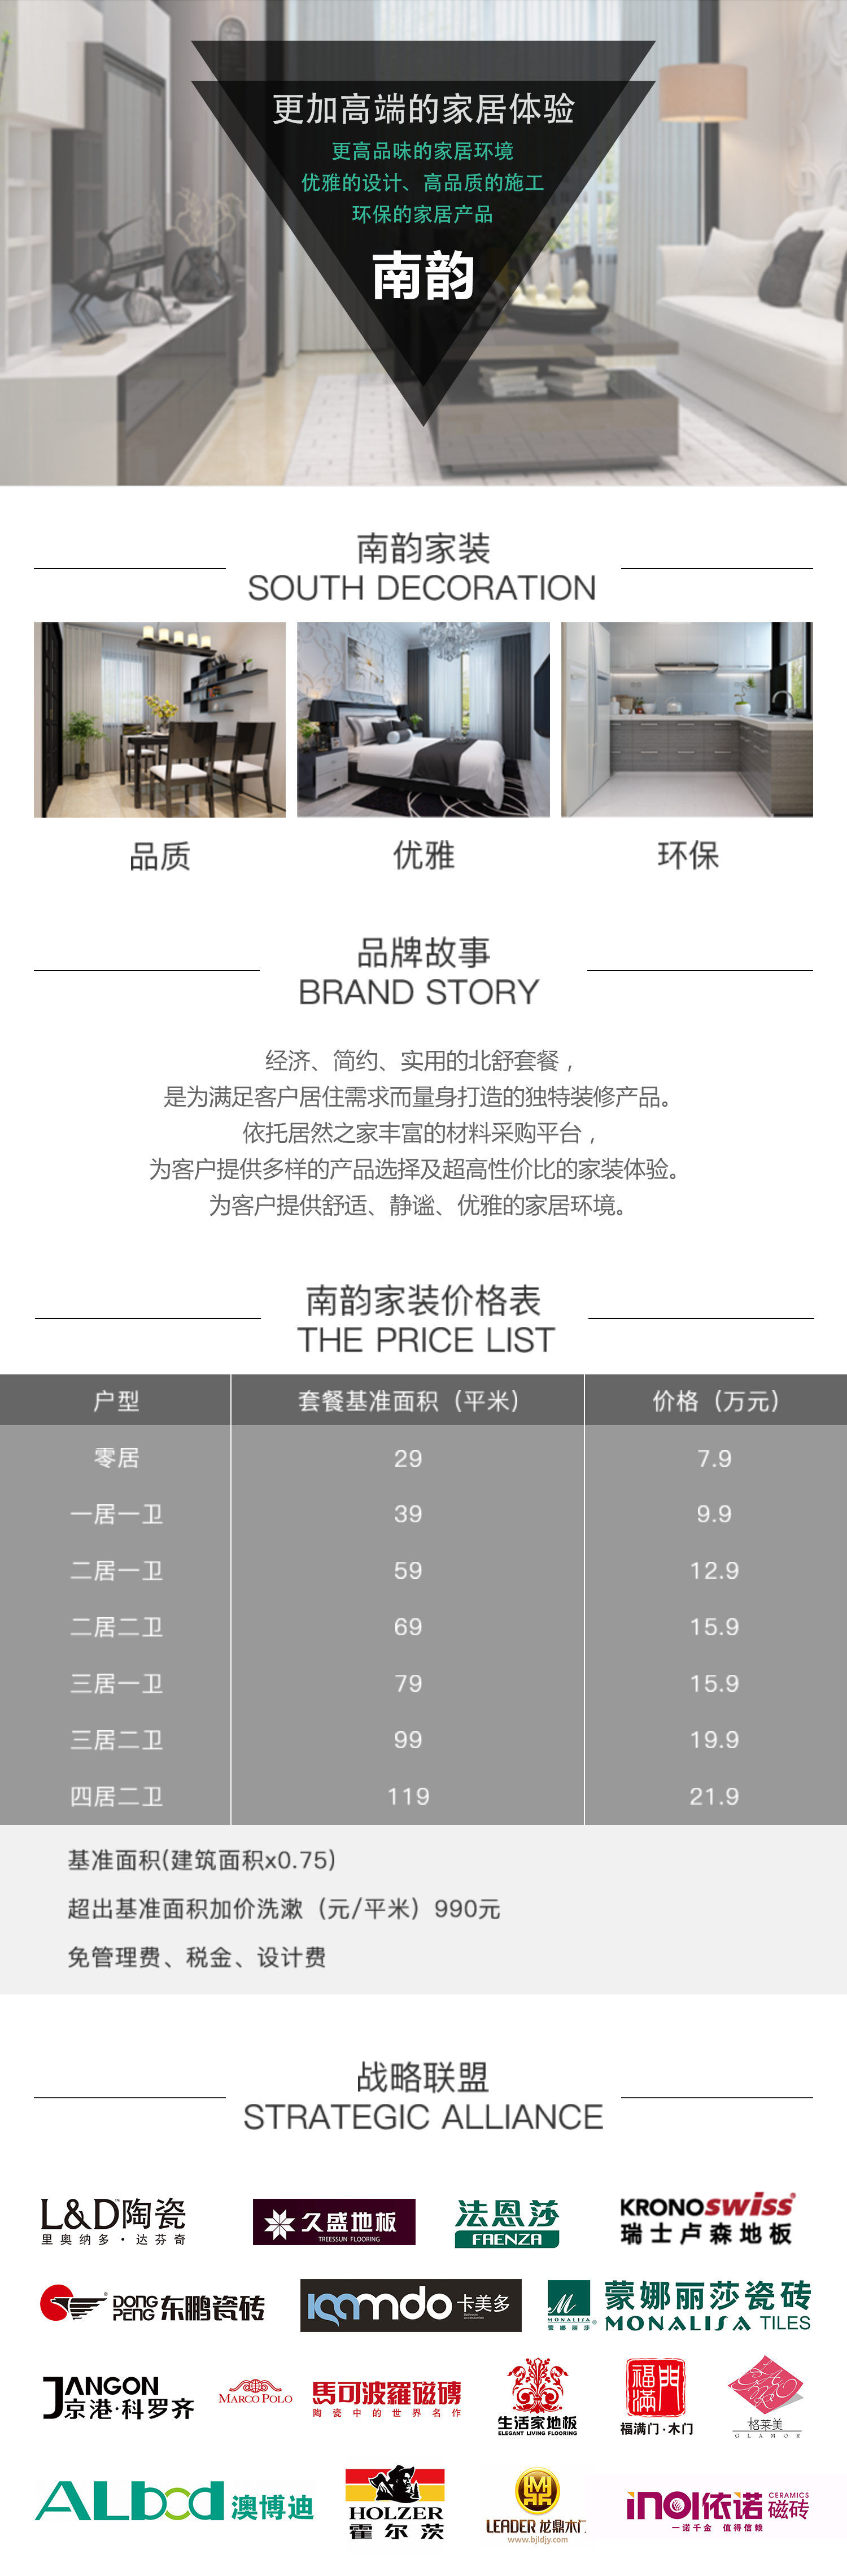 更加高端的家居体验
更高品味的家居环境
优雅的设计、高品质的施工
环保的家居产品
南韵
南韵家装
SOUTH DECORATION
品质 优雅 环保
品牌故事
BRAND STORY
经济、简约、实用的北舒套餐，
是为满足客户居住需求而量身打造的独特装修产品。
依托居然之家丰富的材料采购平台，
为客户提供多样的产品选择及超高性价比的家装体验。
为客户提供舒适、静谧、优雅的家居环境。
南韵家装价格表
THE PRICE LIST
户型 套餐基准面积（平米） 价格（万元）
零居 29 7.9
一居一卫 39 9.9
二居一卫 59 12.9
二居二卫 69 15.9
三居一卫 79 15.9
三居二卫 99 19.9
四居二卫 119 21.9
基准面积(建筑面积x0.75)
超出基准面积加价洗漱（元/平米）990元
免管理费、税金、设计费
战略联盟
STRATEGIC ALLIANCE
L&D陶瓷
里奥纳多·达芬奇
久盛地板
TREESSUN FLOORING
法恩莎
FAENZA
KRONOSWISS®
瑞士卢森地板
DONG PENG 东鹏瓷砖
kamdo 卡美多
MONALISA
蒙娜丽莎®
蒙娜丽莎瓷砖
MONALISA TILES
JANGON
京港·科罗齐
MARCO POLO
馬可波羅磁磚
陶瓷中的世界名作
生活家地板
ELEGANT LIVING FLOORING
福满门
福满门·木门
格莱美
GLAMOR
ALbod 澳博迪
HOLZER
霍尔茨
LEADER 龙鼎木门
www.bjldjy.com
inoi依诺 CERAMICS 磁砖
一诺千金 值得信赖